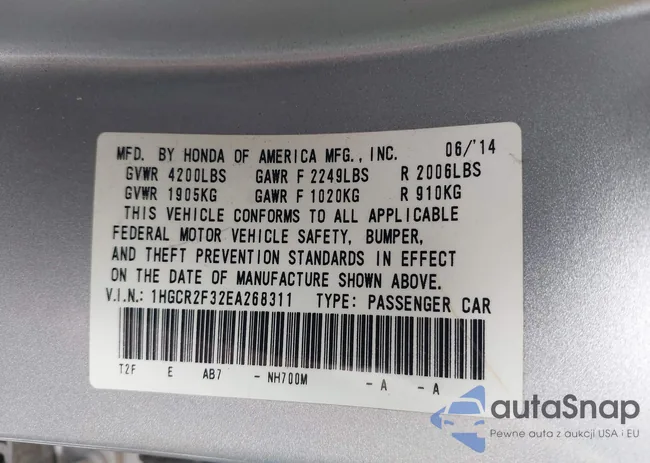 MFD. BY HONDA OF AMERICA MFG., INC. 06/'14
GVWR 4200LBS GAWR F 2249LBS R 2006LBS
GVWR 1905KG GAWR F 1020KG R 910KG
THIS VEHICLE CONFORMS TO ALL APPLICABLE
FEDERAL MOTOR VEHICLE SAFETY, BUMPER,
AND THEFT PREVENTION STANDARDS IN EFFECT
ON THE DATE OF MANUFACTURE SHOWN ABOVE.
V.I.N.: 1HGCR2F32EA268311 TYPE: PASSENGER CAR
T2F E AB7 - NH700M - A - A
autaSnap
Pewne auta z aukcji USA i EU